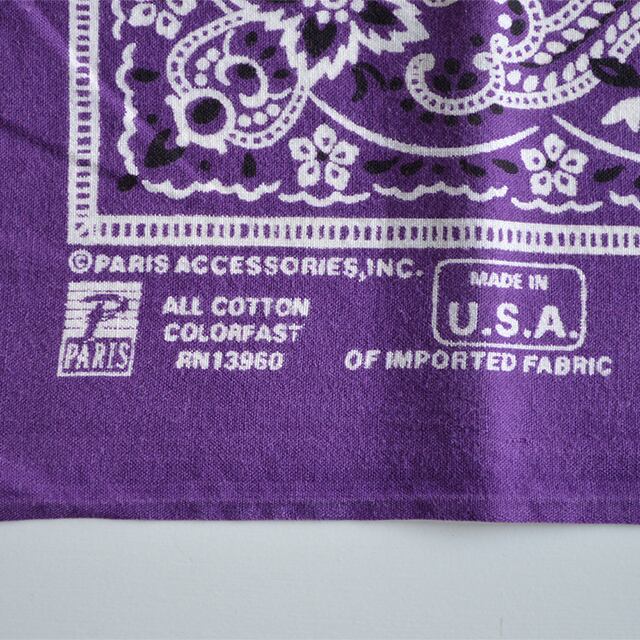 ©PARIS ACCESSORIES, INC.
P
PARIS
ALL COTTON
COLORFAST
RN13960
MADE IN
U.S.A.
OF IMPORTED FABRIC